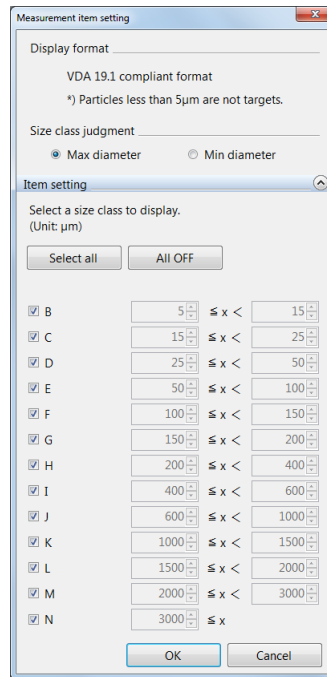 Measurement item setting
Display format
VDA 19.1 compliant format
*) Particles less than 5μm are not targets.
Size class judgment
Max diameter Min diameter
Item setting
Select a size class to display.
(Unit: μm)
Select all All OFF
B 5 ≦ x < 15
C 15 ≦ x < 25
D 25 ≦ x < 50
E 50 ≦ x < 100
F 100 ≦ x < 150
G 150 ≦ x < 200
H 200 ≦ x < 400
I 400 ≦ x < 600
J 600 ≦ x < 1000
K 1000 ≦ x < 1500
L 1500 ≦ x < 2000
M 2000 ≦ x < 3000
N 3000 ≦ x
OK Cancel